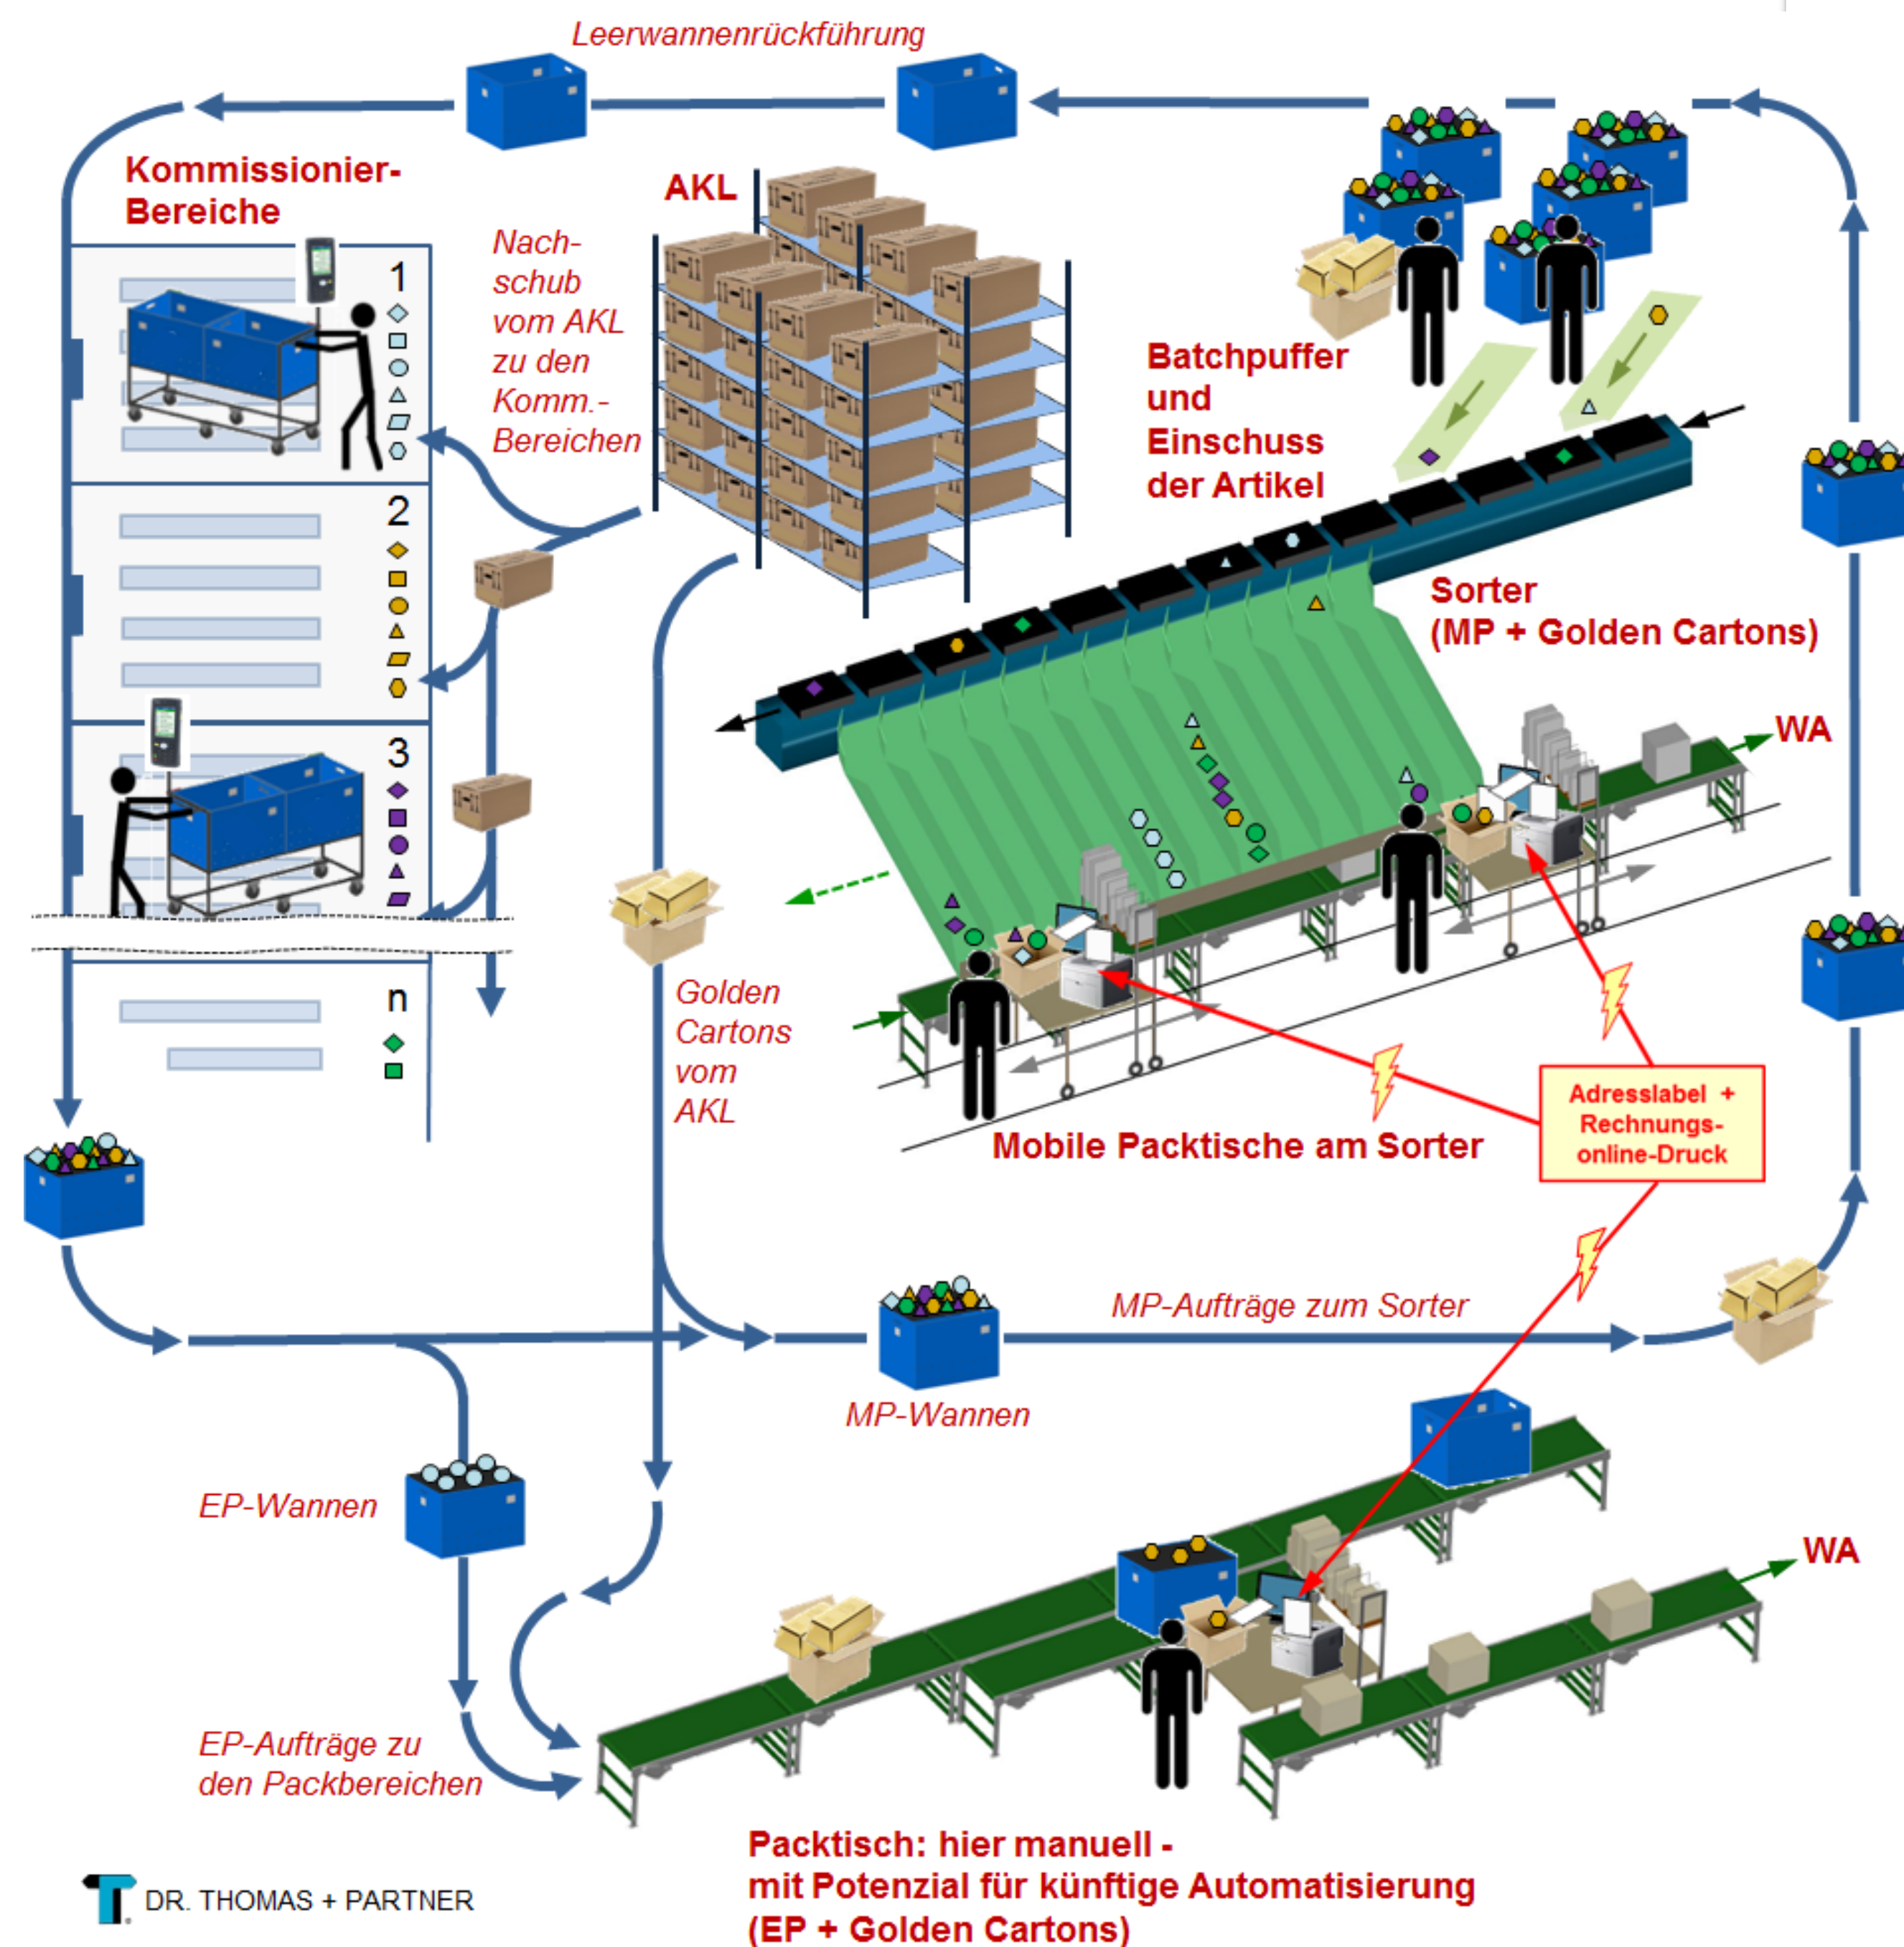 Leerwannenrückführung
Kommissionier-
Bereiche
AKL
Nach-
schub
vom AKL
zu den
Komm.-
Bereichen
1
2
3
n
Batchpuffer
und
Einschuss
der Artikel
Sorter
(MP + Golden Cartons)
WA
Golden
Cartons
vom
AKL
Adresslabel +
Rechnungs-
online-Druck
Mobile Packtische am Sorter
MP-Aufträge zum Sorter
MP-Wannen
EP-Wannen
WA
EP-Aufträge zu
den Packbereichen
Packtisch: hier manuell -
mit Potenzial für künftige Automatisierung
(EP + Golden Cartons)
DR. THOMAS + PARTNER